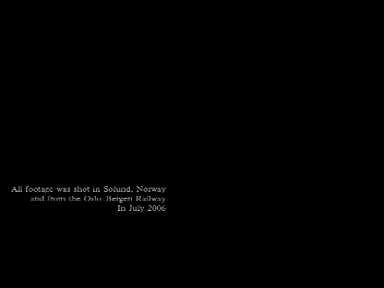 All footage was shot in Solund, Norway
and from the Oslo-Bergen Railway
In July 2006